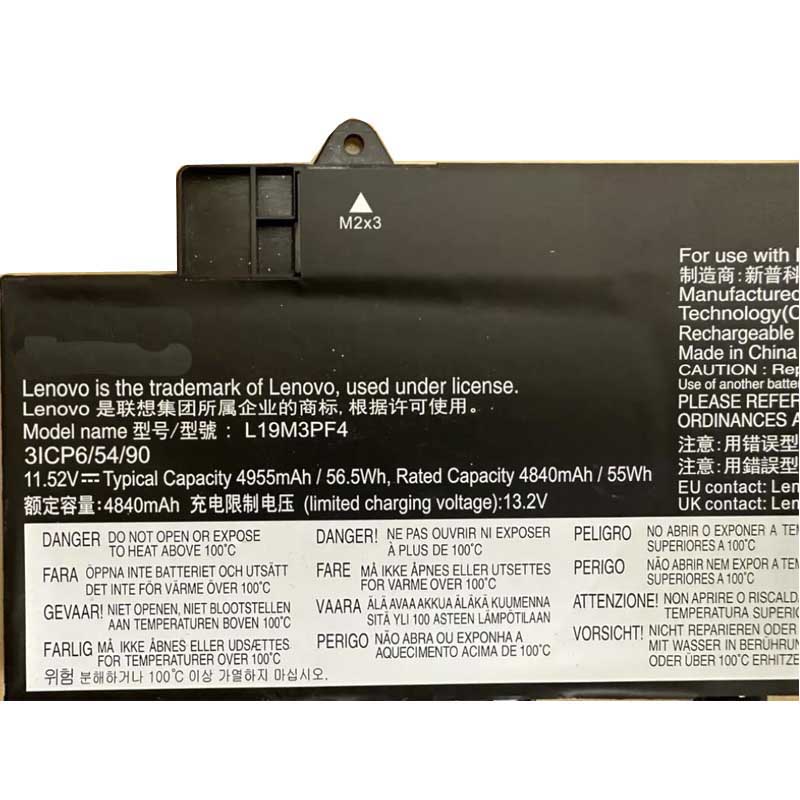 M2x3
Lenovo is the trademark of Lenovo, used under license.
Lenovo 是联想集团所属企业的商标, 根据许可使用。
Model name 型号/型號 : L19M3PF4
3ICP6/54/90
11.52V⎓ Typical Capacity 4955mAh / 56.5Wh, Rated Capacity 4840mAh / 55Wh
额定容量: 4840mAh 充电限制电压 (limited charging voltage): 13.2V
For use with
制造商: 新普科
Manufactured
Technology(C
Rechargeable
Made in China
CAUTION : Rep
Use of another batter
PLEASE REFER
ORDINANCES A
注意: 用错误型
注意: 用錯誤型
EU contact: Len
UK contact: Len
DANGER DO NOT OPEN OR EXPOSE
TO HEAT ABOVE 100°C
FARA ÖPPNA INTE BATTERIET OCH UTSÄTT
DET INTE FÖR VÄRME ÖVER 100°C
GEVAAR! NIET OPENEN, NIET BLOOTSTELLEN
AAN TEMPERATUREN BOVEN 100°C
FARLIG MÅ IKKE ÅBNES ELLER UDSÆTTES
FOR TEMPERATURER OVER 100°C
위험 분해하거나 100°C 이상 가열하지 마십시오.
DANGER! NE PAS OUVRIR NI EXPOSER
À PLUS DE 100°C
FARE MÅ IKKE ÅPNES ELLER UTSETTES
FOR VARME OVER 100°C
VAARA ÄLÄ AVAA AKKUA ÄLÄKÄ KUUMENNA
SITÄ YLI 100 ASTEEN LÄMPÖTILAAN
PERIGO NÃO ABRA OU EXPONHA A
AQUECIMENTO ACIMA DE 100°C
PELIGRO NO ABRIR O EXPONER A TEM
SUPERIORES A 100°C
PERIGO NÃO ABRIR NEM EXPOR A TEM
SUPERIORES A 100°C
ATTENZIONE! NON APRIRE O RISCALDA
TEMPERATURA SUPERIO
VORSICHT! NICHT REPARIEREN ODER
MIT WASSER IN BERÜHRUN
ODER ÜBER 100°C ERHITZE